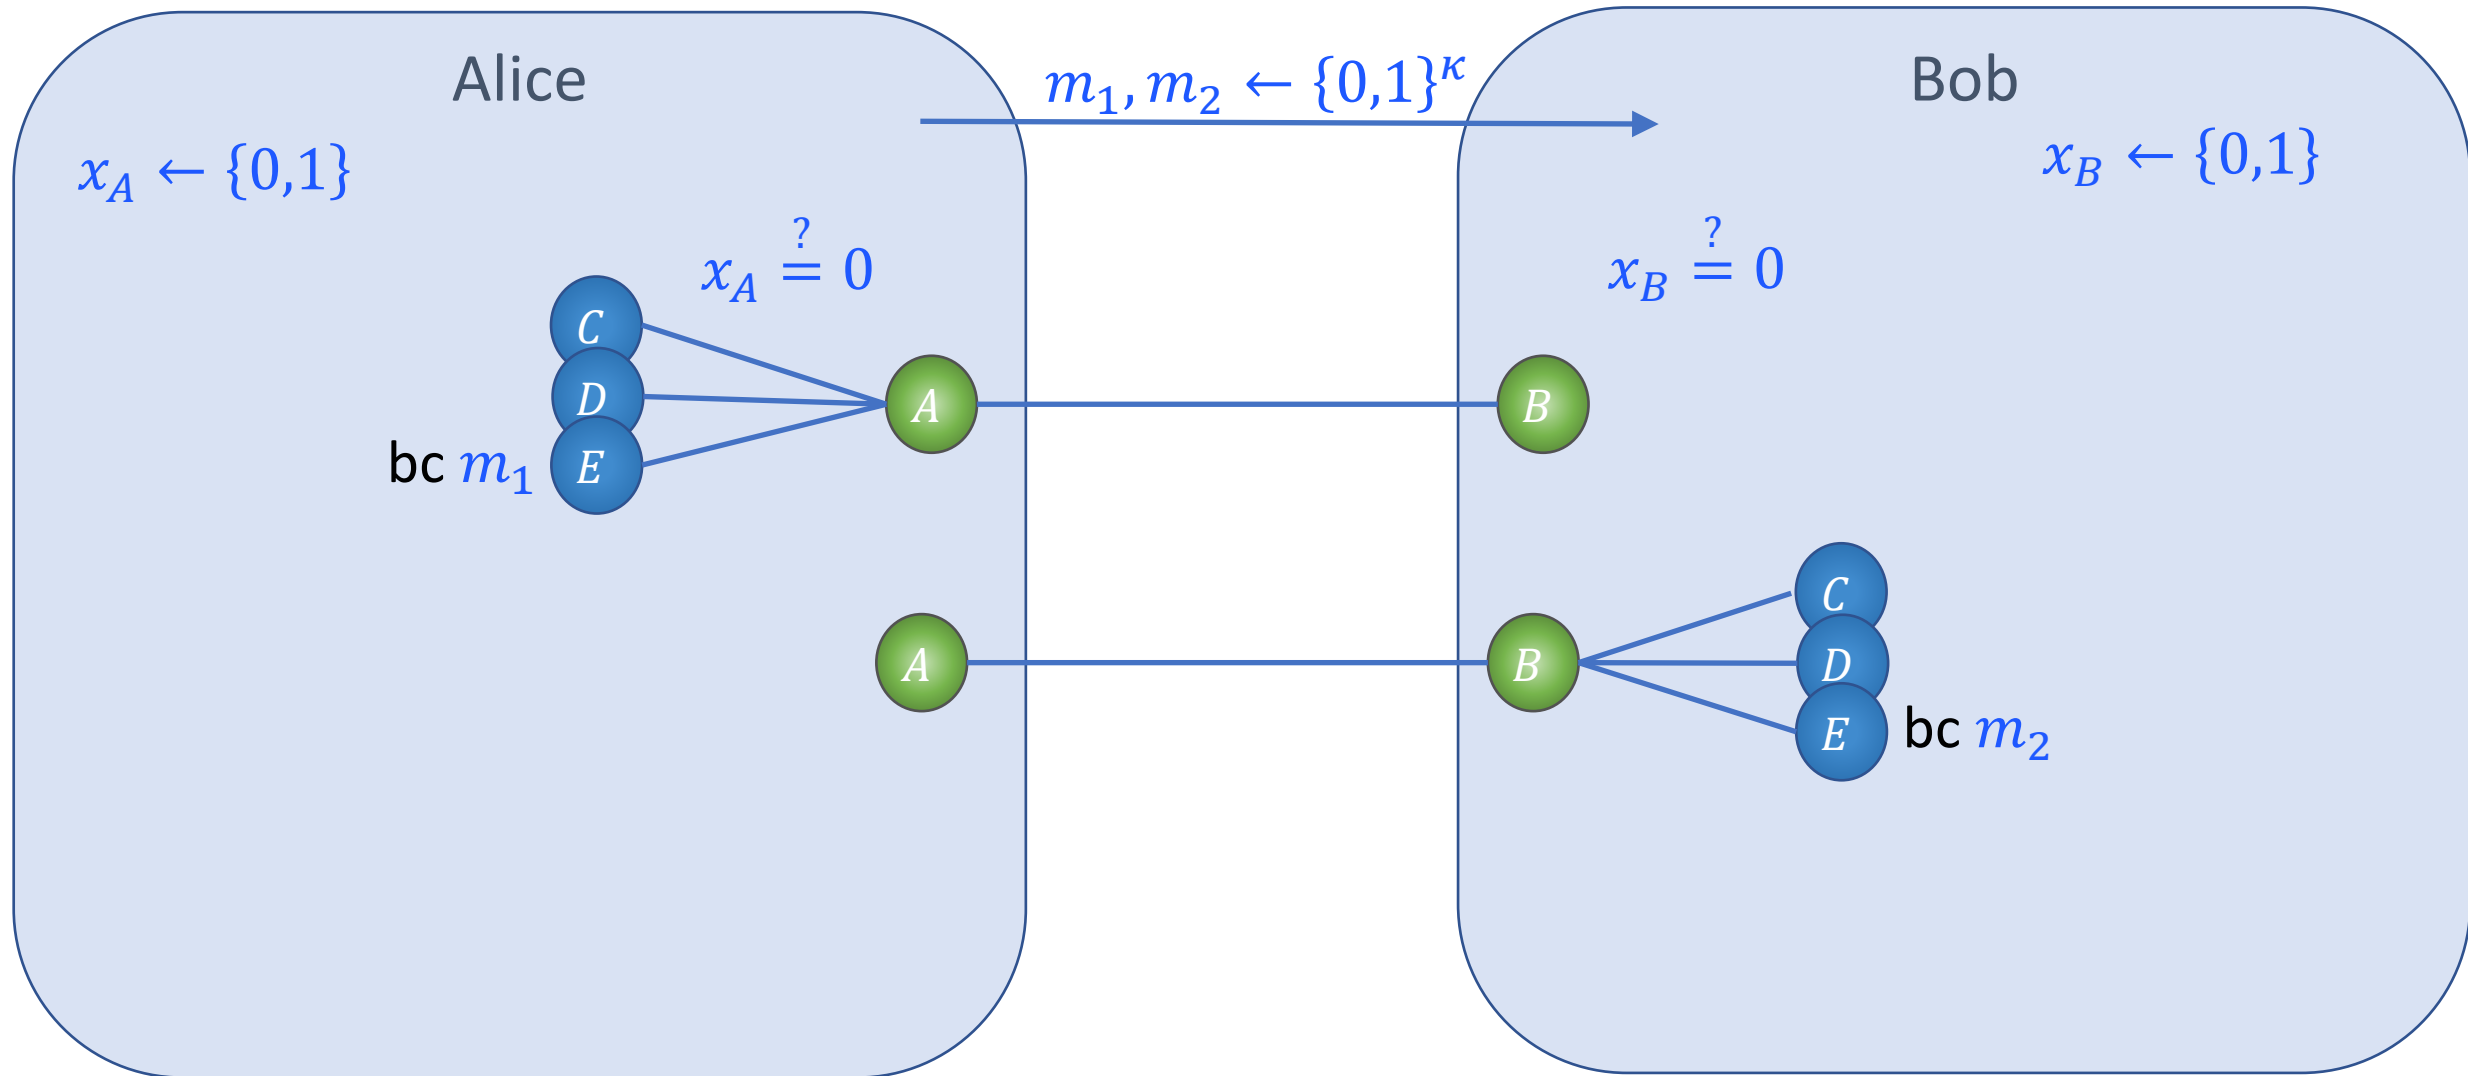 Alice
m₁, m₂ ← {0,1}^κ
Bob
x_A ← {0,1}
x_B ← {0,1}
x_A ≟ 0
x_B ≟ 0
C
D
E
bc m₁
A
B
A
B
C
D
E
bc m₂